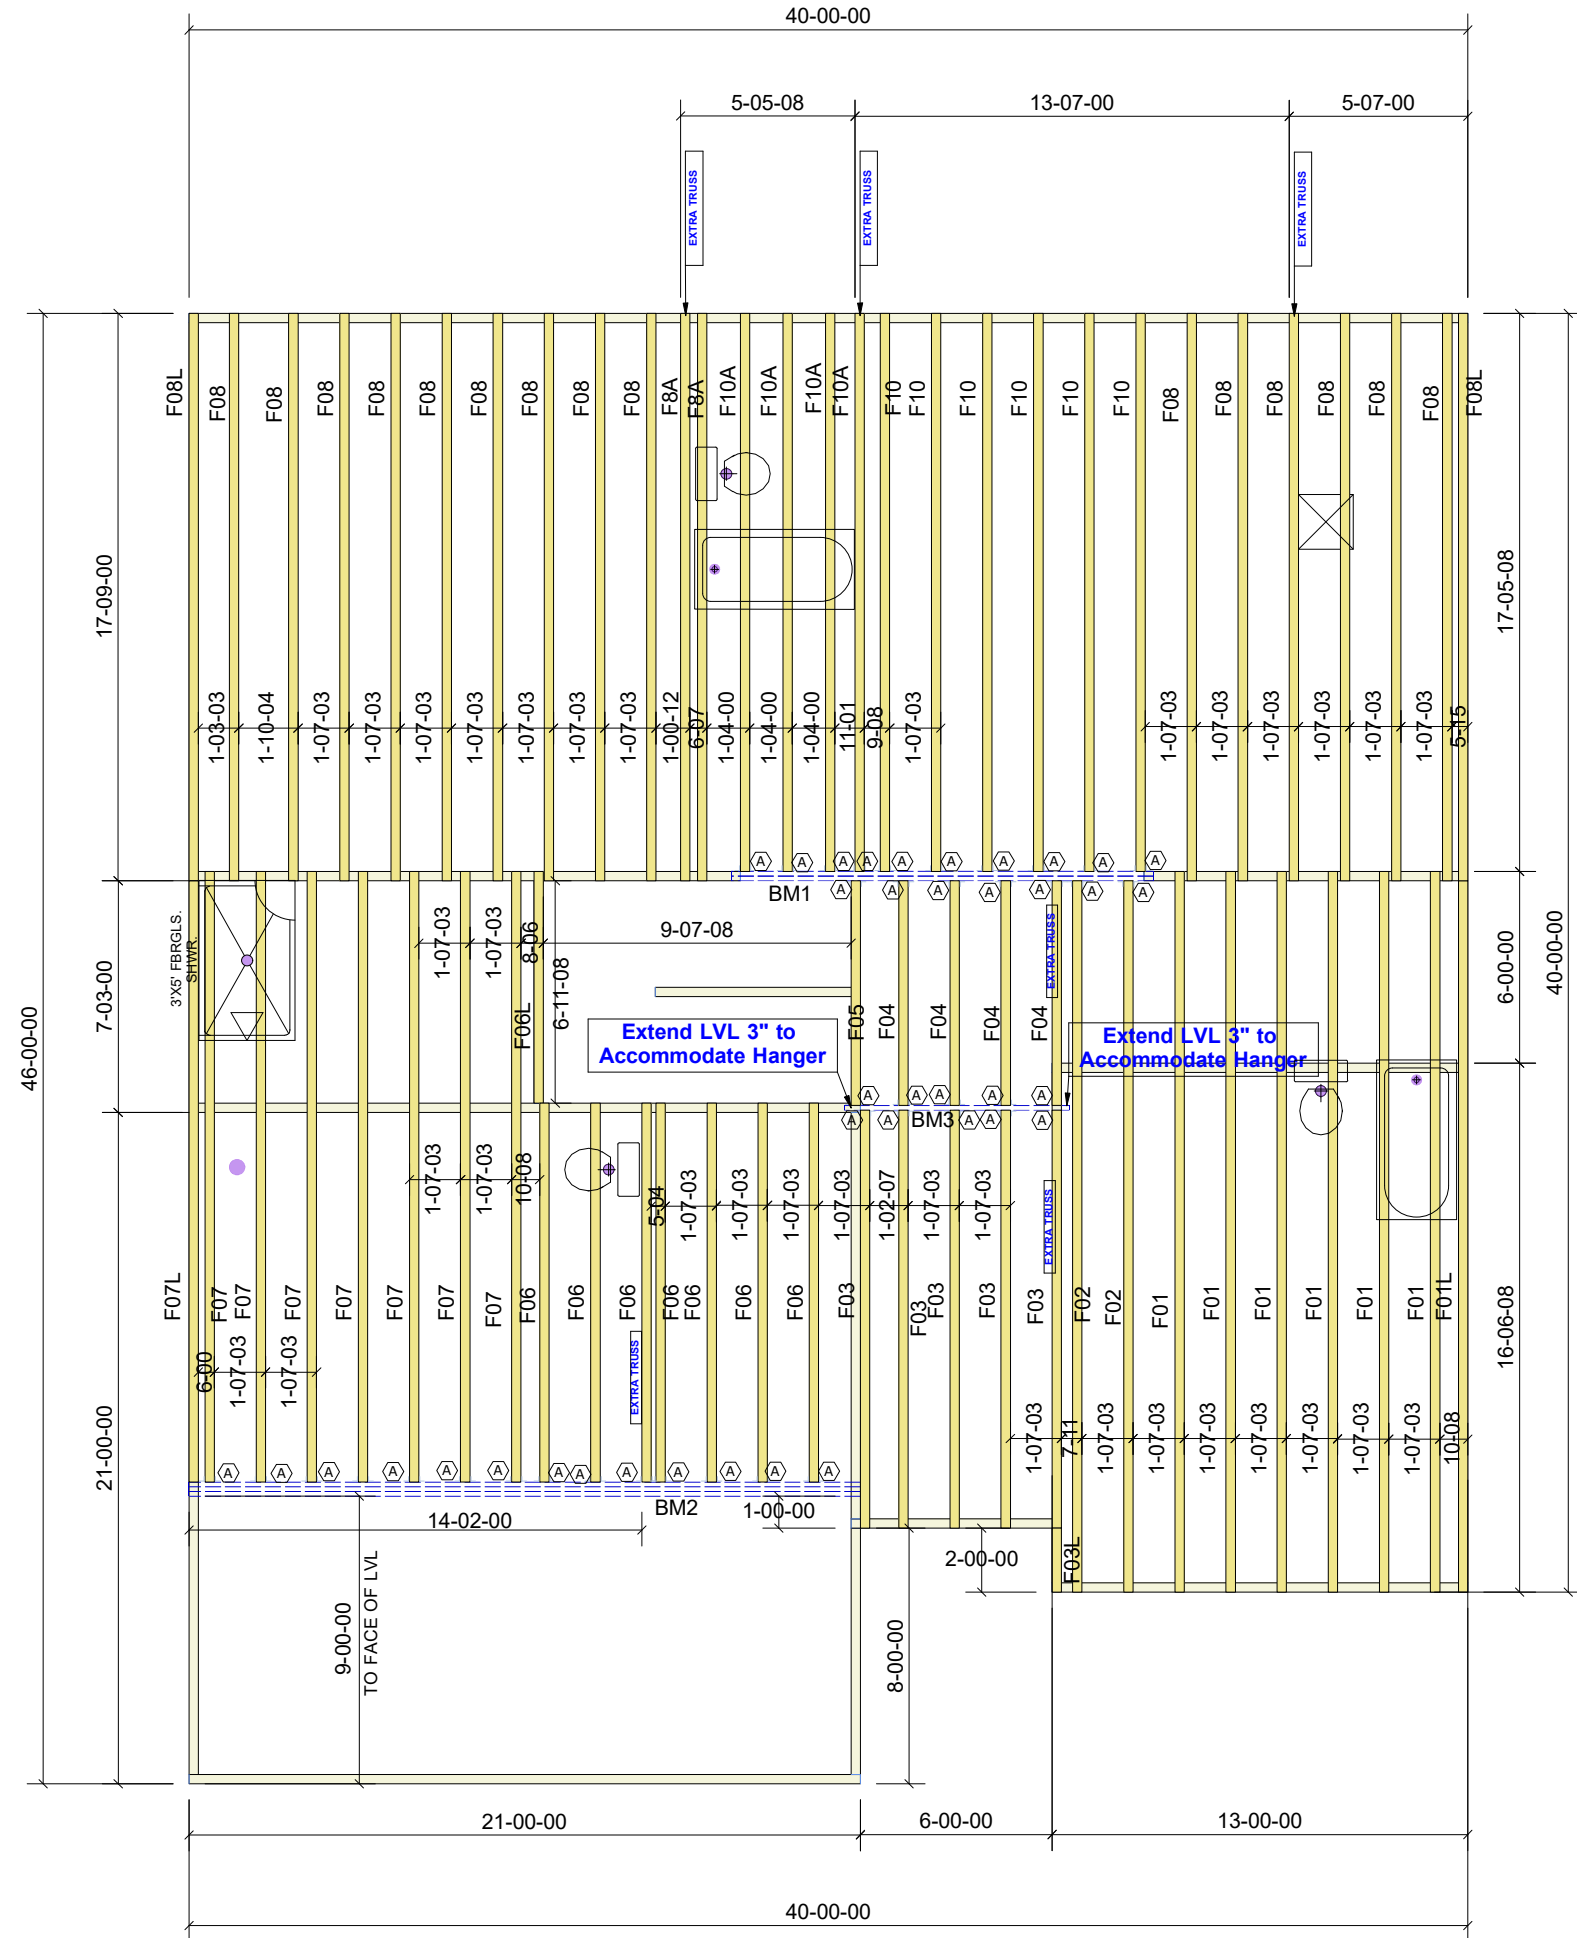 40-00-00
5-05-08
13-07-00
5-07-00
EXTRA TRUSS
EXTRA TRUSS
EXTRA TRUSS
F08L
F08
F08
F08
F08
F08
F08
F08
F08
F08
F8A
F8A
F10A
F10A
F10A
F10A
F10
F10
F10
F10
F10
F10
F08
F08
F08
F08
F08
F08
F08L
17-09-00
17-05-08
1-03-03
1-10-04
1-07-03
1-07-03
1-07-03
1-07-03
1-07-03
1-07-03
1-07-03
1-00-12
6-07
1-04-00
1-04-00
1-04-00
11-01
9-08
1-07-03
1-07-03
1-07-03
1-07-03
1-07-03
1-07-03
1-07-03
5-15
A
A
A
A
A
A
A
A
A
A
BM1
A
A
A
A
A
A
A
3'X5' FBRGLS.
SHWR.
1-07-03
1-07-03
8-06
9-07-08
6-11-08
F06L
EXTRA TRUSS
F05
F04
F04
F04
F04
7-03-00
46-00-00
6-00-00
40-00-00
Extend LVL 3" to
Accommodate Hanger
Extend LVL 3" to
Accommodate Hanger
A
A
A
A
A
BM3
A
A
A
A
A
1-07-03
1-07-03
10-08
5-04
1-07-03
1-07-03
1-07-03
1-07-03
1-02-07
1-07-03
1-07-03
EXTRA TRUSS
F07L
F07
F07
F07
F07
F07
F07
F07
F06
F06
F06
F06
F06
F06
F06
F03
F03
F03
F03
F03
F02
F02
F01
F01
F01
F01
F01
F01
F01L
16-06-08
21-00-00
6-00
1-07-03
1-07-03
EXTRA TRUSS
1-07-03
7-11
1-07-03
1-07-03
1-07-03
1-07-03
1-07-03
1-07-03
1-07-03
10-08
A
A
A
A
A
A
A
A
A
A
A
A
A
BM2
1-00-00
14-02-00
2-00-00
F03L
9-00-00
TO FACE OF LVL
8-00-00
21-00-00
6-00-00
13-00-00
40-00-00